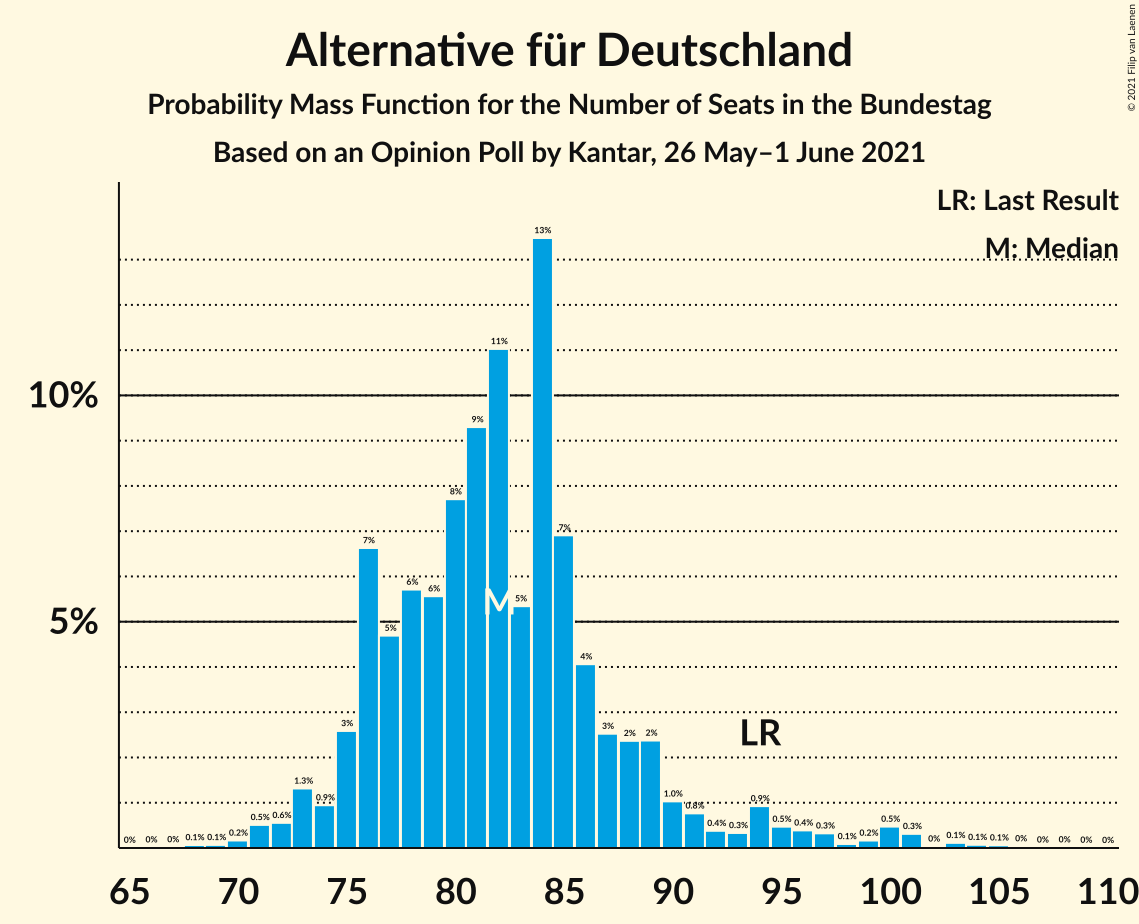 Alternative für Deutschland
Probability Mass Function for the Number of Seats in the Bundestag
Based on an Opinion Poll by Kantar, 26 May–1 June 2021
© 2021 Filip van Laenen
LR: Last Result
M: Median
10%
5%
0% 0% 0% 0.1% 0.1% 0.2% 0.5% 0.6% 1.3% 0.9% 3% 7% 5% 6% 6% 8% 9% 11% 5% 13% 7% 4% 3% 2% 2% 1.0% 0.8% 0.4% 0.3% 0.9% 0.5% 0.4% 0.3% 0.1% 0.2% 0.5% 0.3% 0% 0.1% 0.1% 0.1% 0% 0% 0% 0% 0%
M
LR
65 70 75 80 85 90 95 100 105 110